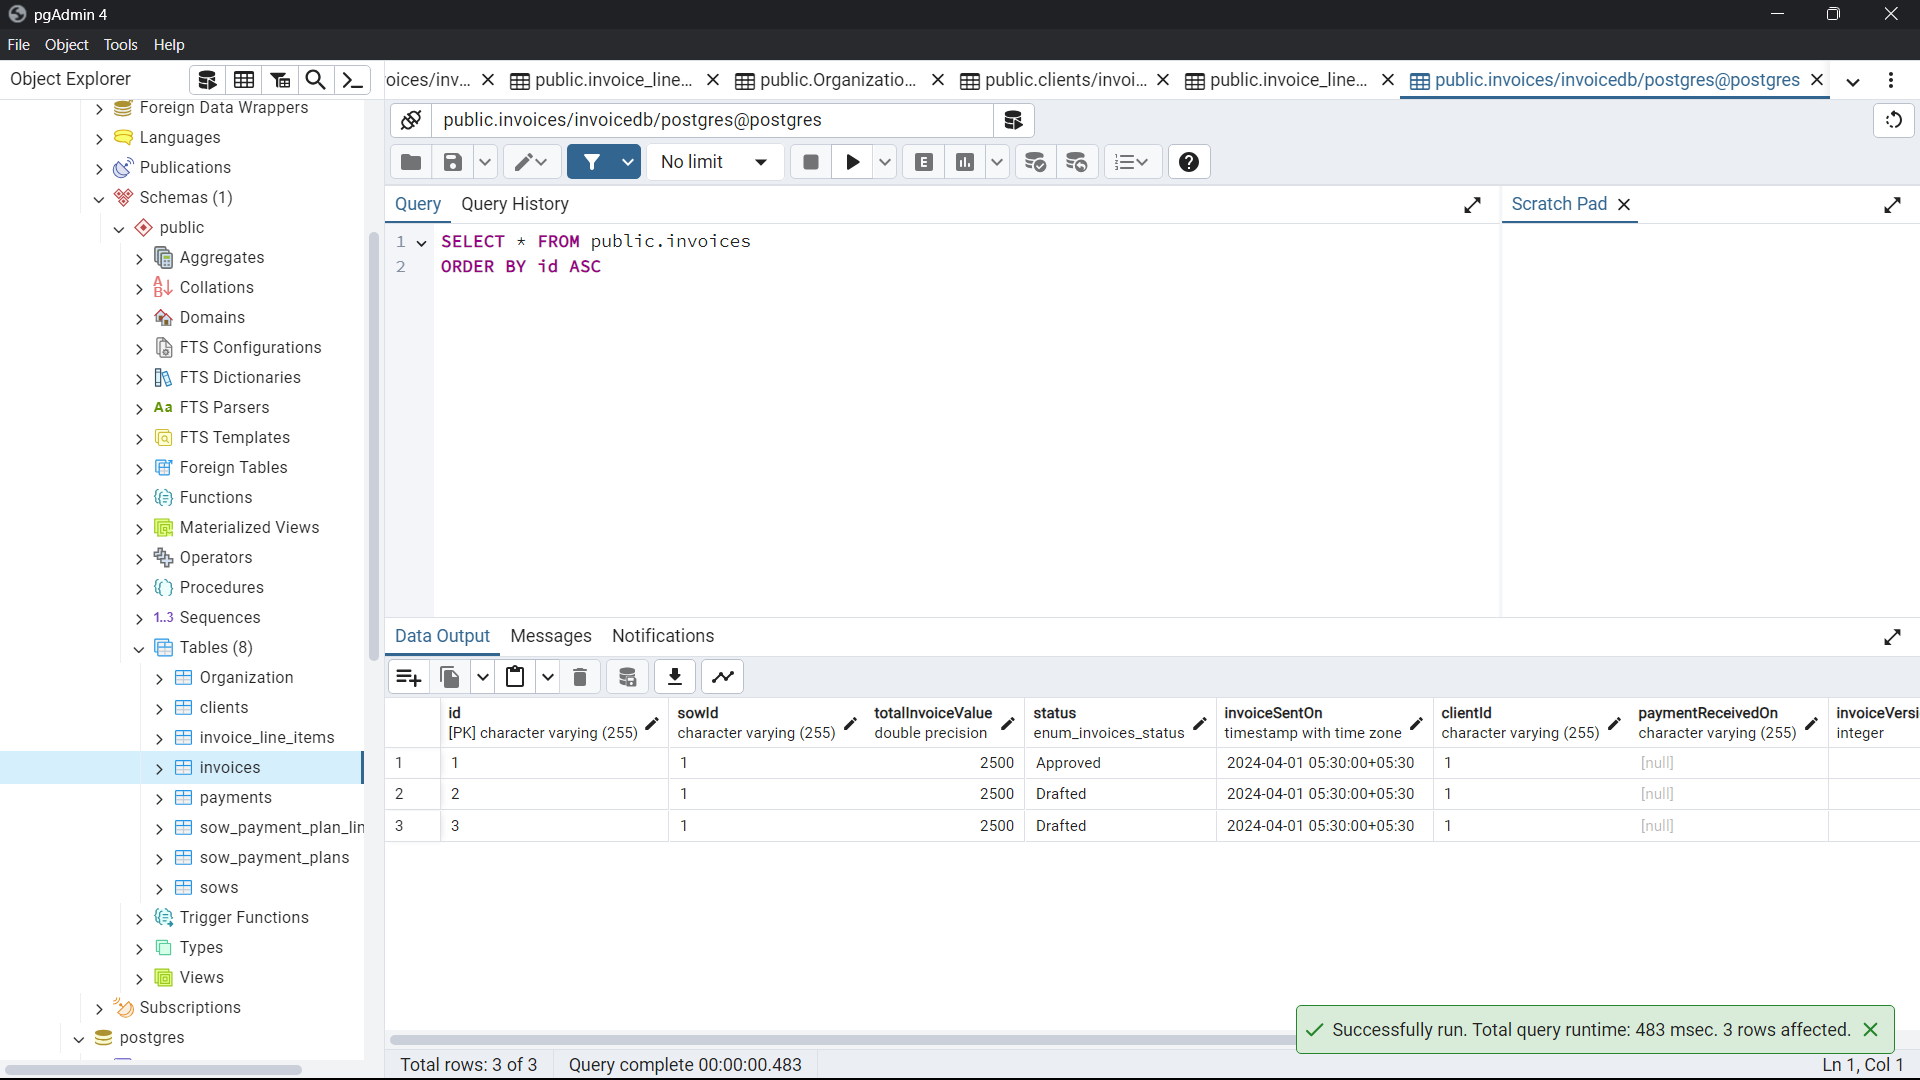 pgAdmin 4
File Object Tools Help
Object Explorer
oices/inv... public.invoice_line... public.Organizatio... public.clients/invoi... public.invoice_line... public.invoices/invoicedb/postgres@postgres
public.invoices/invoicedb/postgres@postgres
No limit
E
Query Query History
Scratch Pad
1 SELECT * FROM public.invoices
2 ORDER BY id ASC
Foreign Data Wrappers
Languages
Publications
Schemas (1)
public
Aggregates
Collations
Domains
FTS Configurations
FTS Dictionaries
Aa FTS Parsers
FTS Templates
Foreign Tables
Functions
Materialized Views
Operators
Procedures
1..3 Sequences
Tables (8)
Organization
clients
invoice_line_items
invoices
payments
sow_payment_plan_lin
sow_payment_plans
sows
Trigger Functions
Types
Views
Subscriptions
postgres
Data Output Messages Notifications
id sowId totalInvoiceValue status invoiceSentOn clientId paymentReceivedOn invoiceVersi
[PK] character varying (255) character varying (255) double precision enum_invoices_status timestamp with time zone character varying (255) character varying (255) integer
1 1 1 2500 Approved 2024-04-01 05:30:00+05:30 1 [null]
2 2 1 2500 Drafted 2024-04-01 05:30:00+05:30 1 [null]
3 3 1 2500 Drafted 2024-04-01 05:30:00+05:30 1 [null]
Successfully run. Total query runtime: 483 msec. 3 rows affected.
Total rows: 3 of 3 Query complete 00:00:00.483 Ln 1, Col 1